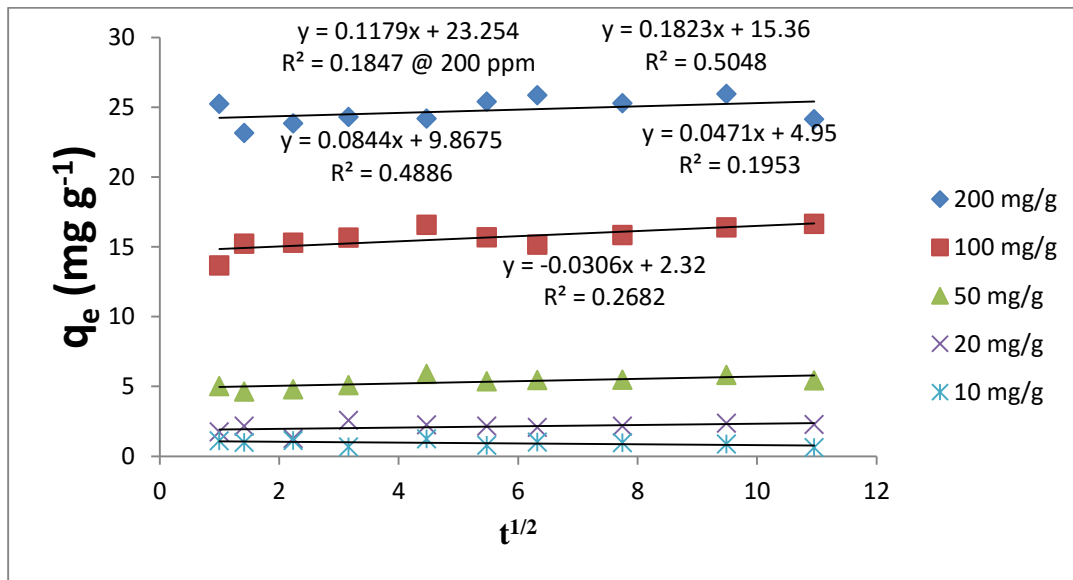 y = 0.1179x + 23.254
R² = 0.1847 @ 200 ppm
y = 0.1823x + 15.36
R² = 0.5048
y = 0.0844x + 9.8675
R² = 0.4886
y = 0.0471x + 4.95
R² = 0.1953
y = -0.0306x + 2.32
R² = 0.2682
30
25
20
15
10
5
0
qₑ (mg g⁻¹)
0 2 4 6 8 10 12
t¹ᐟ²
200 mg/g
100 mg/g
50 mg/g
20 mg/g
10 mg/g